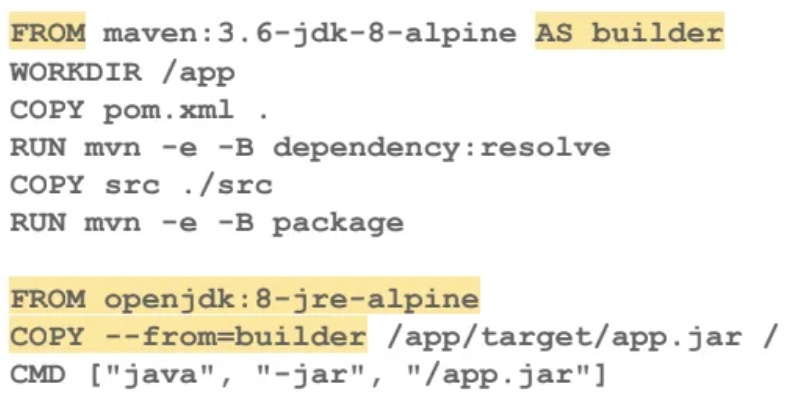 FROM maven:3.6-jdk-8-alpine AS builder
WORKDIR /app
COPY pom.xml .
RUN mvn -e -B dependency:resolve
COPY src ./src
RUN mvn -e -B package
FROM openjdk:8-jre-alpine
COPY --from=builder /app/target/app.jar /
CMD ["java", "-jar", "/app.jar"]